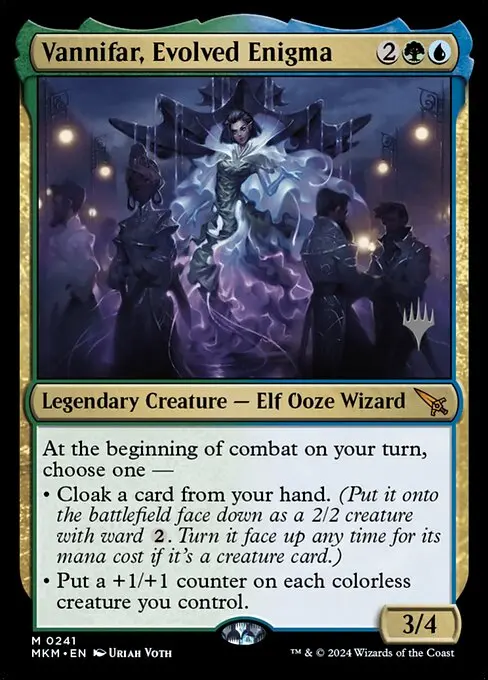 Vannifar, Evolved Enigma 2
Legendary Creature — Elf Ooze Wizard
At the beginning of combat on your turn,
choose one —
• Cloak a card from your hand. (Put it onto
the battlefield face down as a 2/2 creature
with ward 2. Turn it face up any time for its
mana cost if it's a creature card.)
• Put a +1/+1 counter on each colorless
creature you control.
3/4
M 0241
MKM • EN Uriah Voth
™ & © 2024 Wizards of the Coast